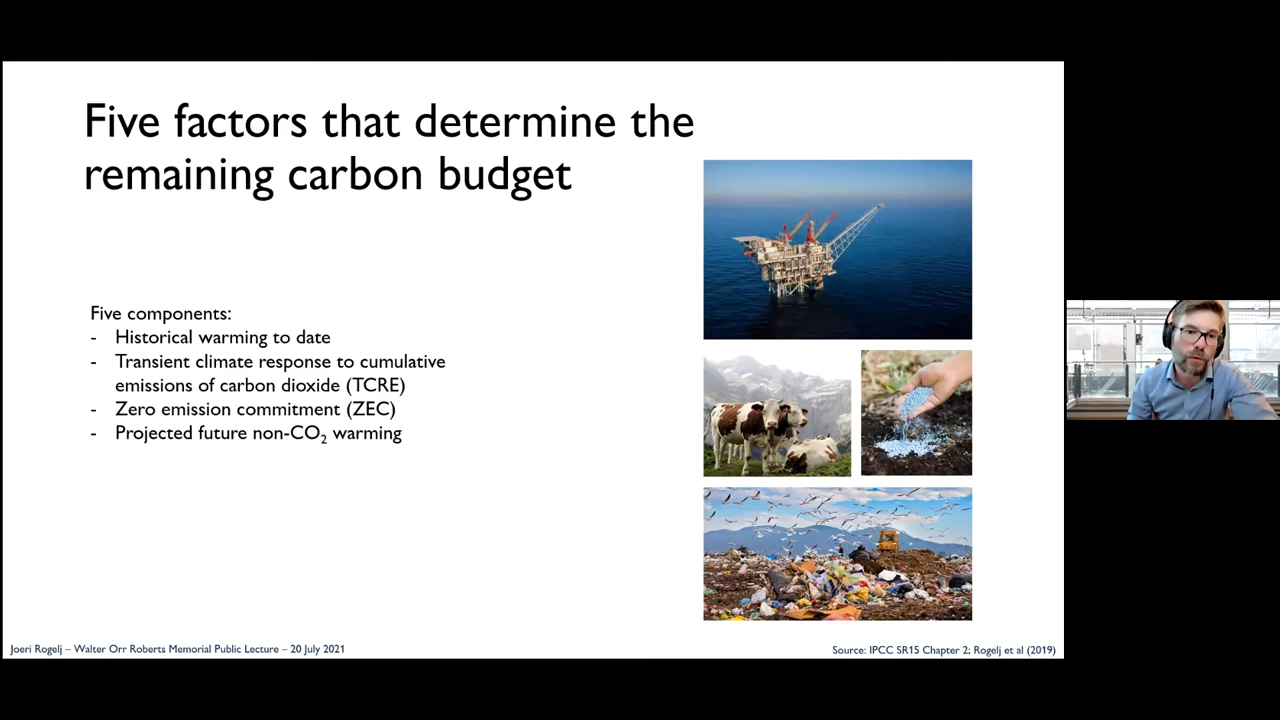 Five factors that determine the
remaining carbon budget
Five components:
- Historical warming to date
- Transient climate response to cumulative
emissions of carbon dioxide (TCRE)
- Zero emission commitment (ZEC)
- Projected future non-CO₂ warming
Joeri Rogelj – Walter Orr Roberts Memorial Public Lecture – 20 July 2021
Source: IPCC SR15 Chapter 2; Rogelj et al (2019)